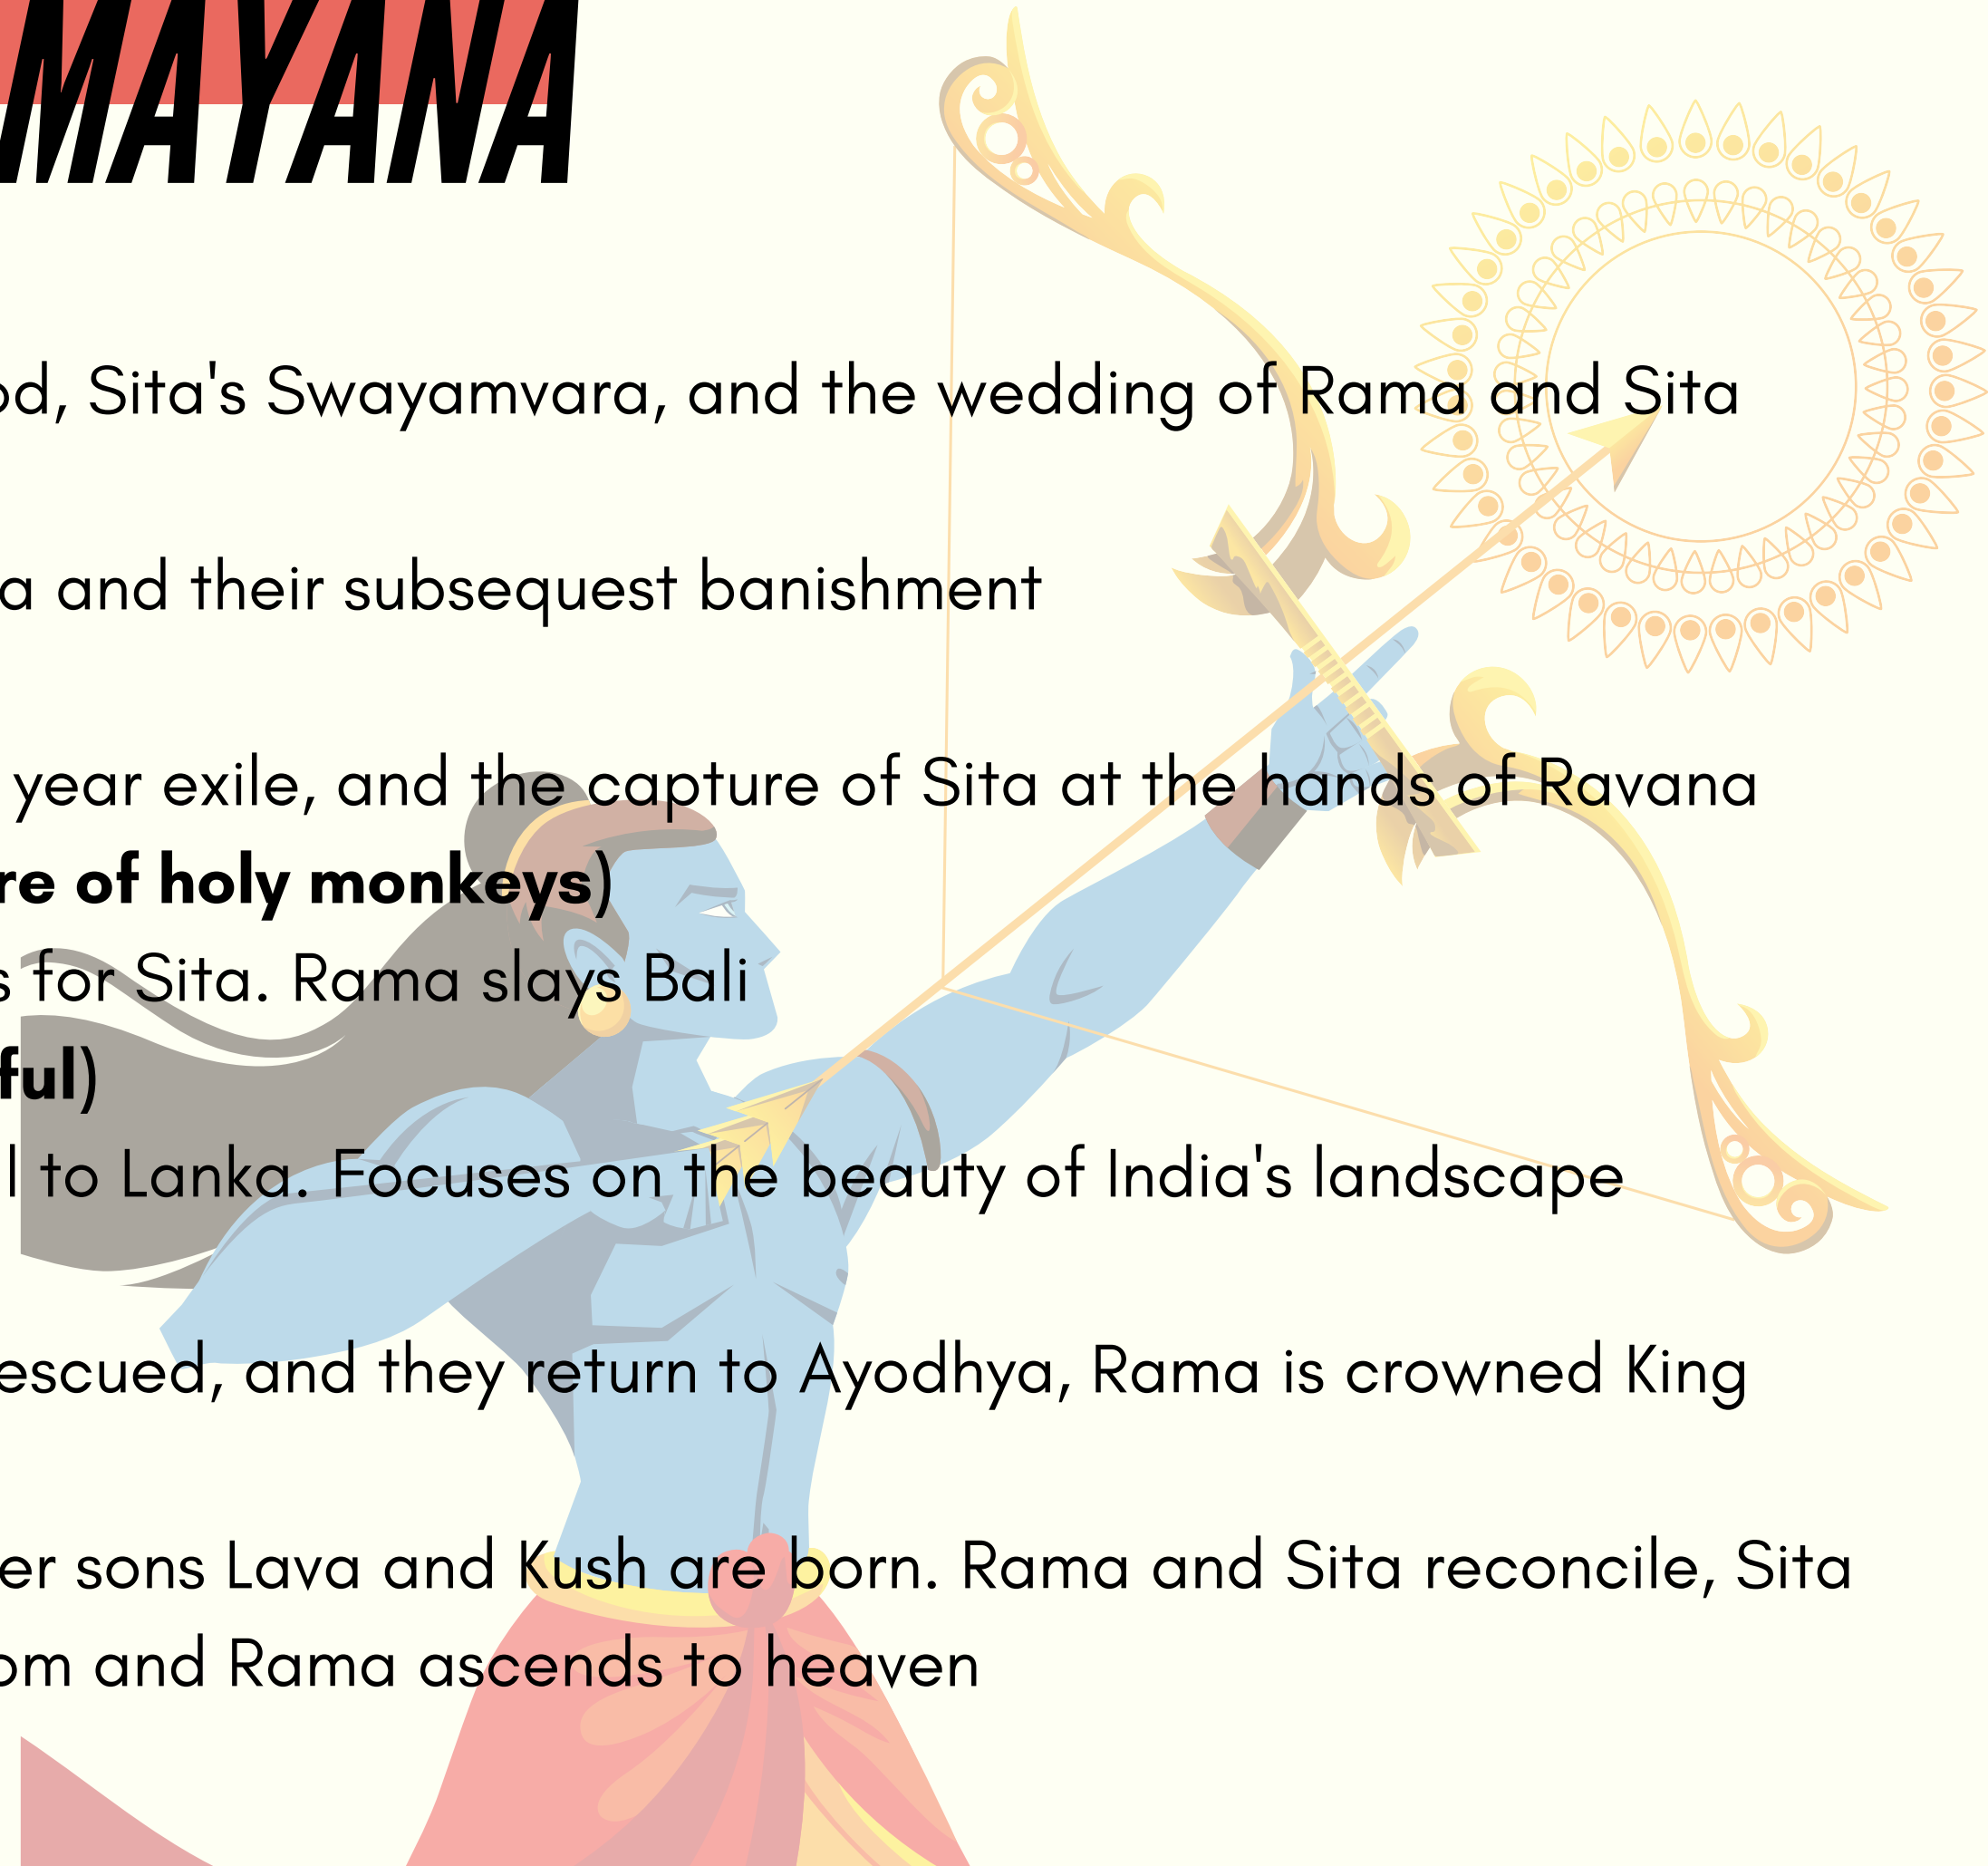 MAYANA
od, Sita's Swayamwara, and the wedding of Rama and Sita
a and their subsequest banishment
year exile, and the capture of Sita at the hands of Ravana
re of holy monkeys)
s for Sita. Rama slays Bali
ful)
l to Lanka. Focuses on the beauty of India's landscape
escued, and they return to Ayodhya, Rama is crowned King
er sons Lava and Kush are born. Rama and Sita reconcile, Sita
om and Rama ascends to heaven